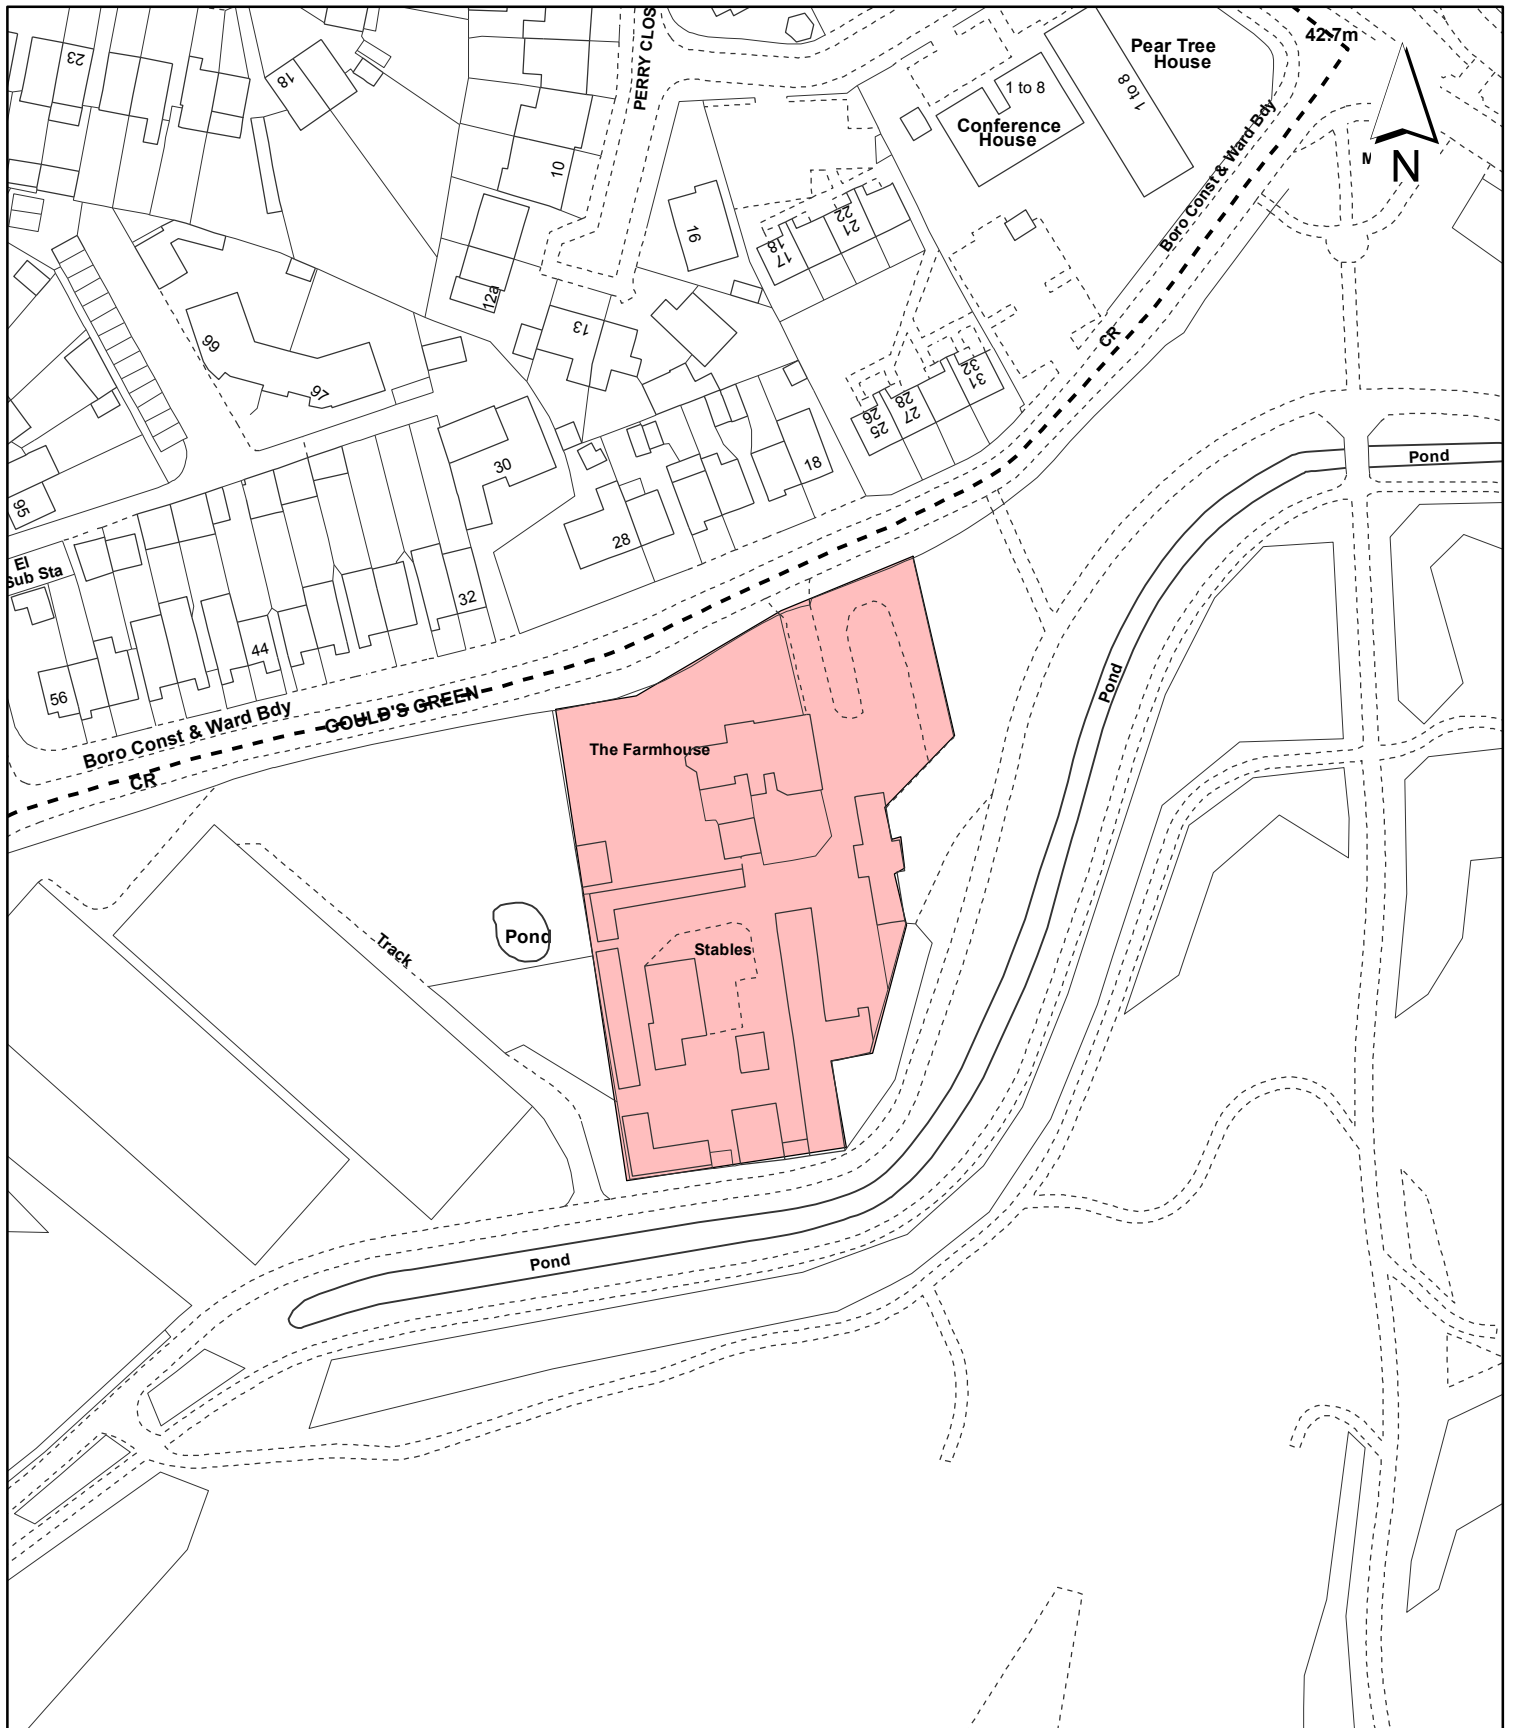 23
18
PERRY CLOS
Pear Tree
House
42.7m
1 to 8
1 to 8
Conference
House
N
Boro Const & Ward Bdy
10
16
12a
13
22
21
18
17
99
97
CR
32
31
28
27
26
25
95
30
18
28
Pond
El
Sub Sta
32
44
56
Boro Const & Ward Bdy
GOULD'S GREEN
CR
Pond
The Farmhouse
Track
Pond
Stables
Pond